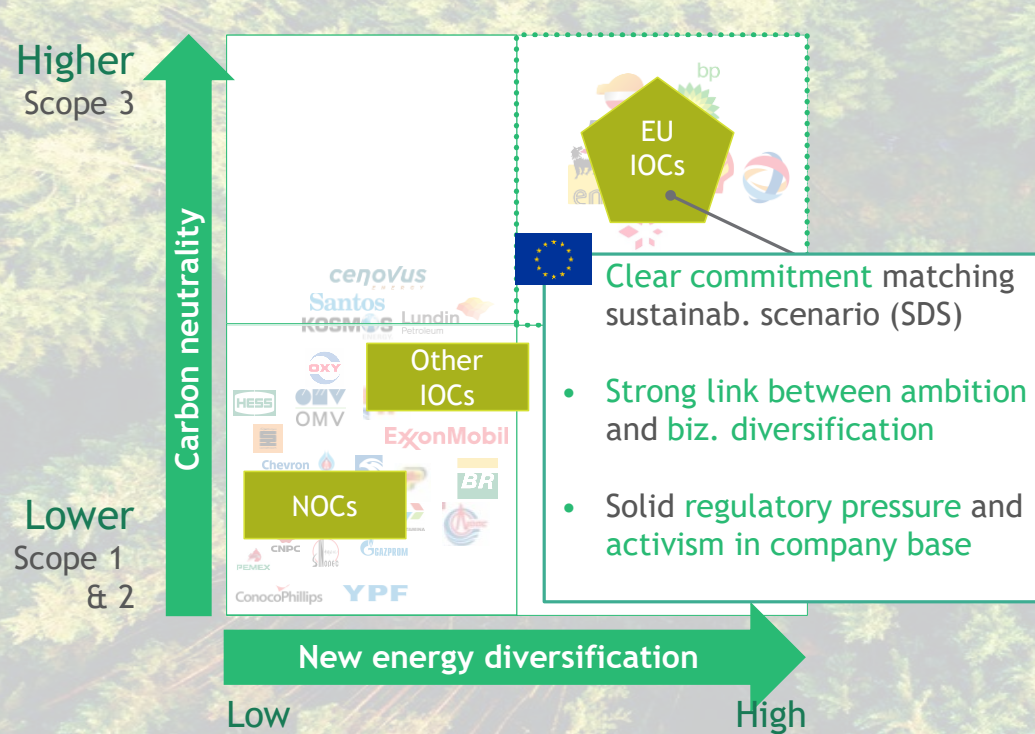 Higher
Scope 3
Carbon neutrality
Lower
Scope 1
& 2
bp
EU
IOCs
cenovus
ENERGY
Santos
KOSMOS
Lundin
Petroleum
Other
IOCs
OXY
HESS
OMV
OMV
ExxonMobil
Chevron
BR
NOCs
CNPC
GAZPROM
PEMEX
ConocoPhillips
YPF
Clear commitment matching
sustainab. scenario (SDS)
• Strong link between ambition
and biz. diversification
• Solid regulatory pressure and
activism in company base
New energy diversification
Low
High